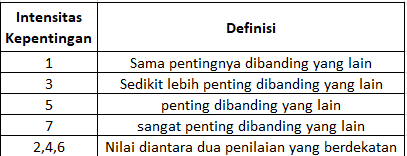 Intensitas Kepentingan Definisi
1 Sama pentingnya dibanding yang lain
3 Sedikit lebih penting dibanding yang lain
5 penting dibanding yang lain
7 sangat penting dibanding yang lain
2,4,6 Nilai diantara dua penilaian yang berdekatan